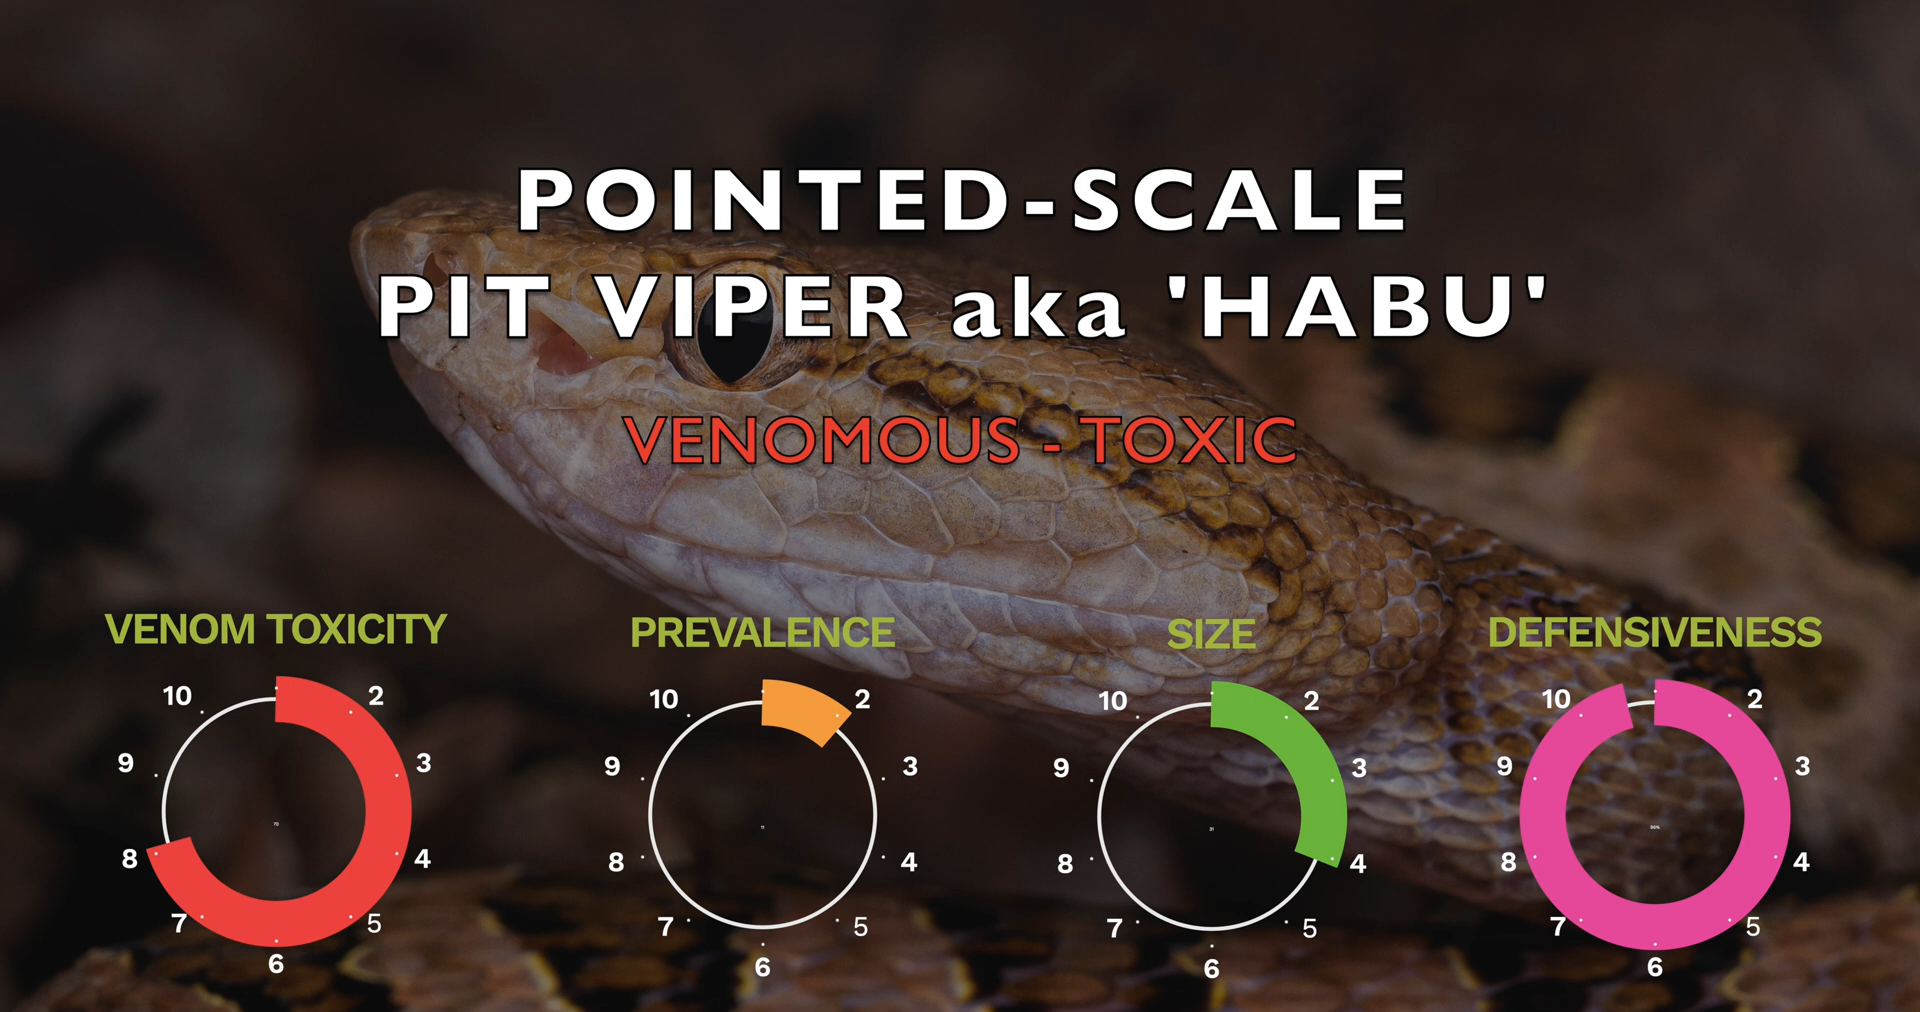 POINTED-SCALE
PIT VIPER aka 'HABU'
VENOMOUS - TOXIC
VENOM TOXICITY
PREVALENCE
SIZE
DEFENSIVENESS
10 2
9 3
8 4
7 5
6
10 2
9 3
8 4
7 5
6
10 2
9 3
8 4
7 5
6
10 2
9 3
8 4
7 5
6